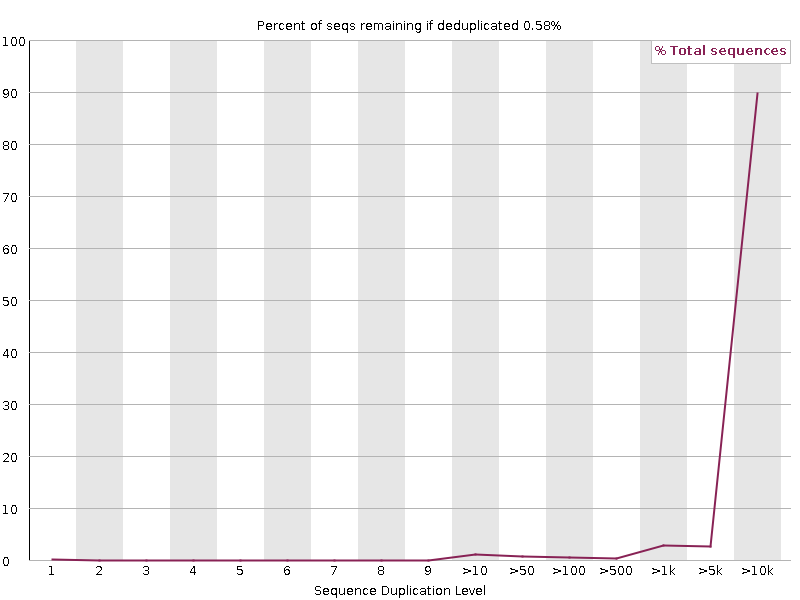 Percent of seqs remaining if deduplicated 0.58%
% Total sequences
100
90
80
70
60
50
40
30
20
10
0
1 2 3 4 5 6 7 8 9 >10 >50 >100 >500 >1k >5k >10k
Sequence Duplication Level